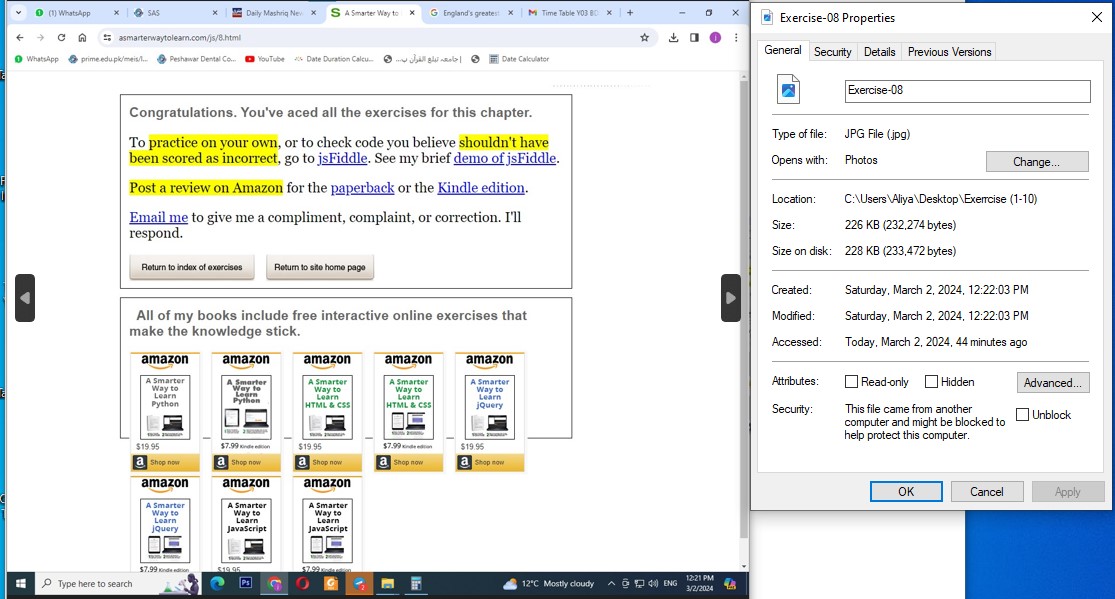 (1) WhatsApp
SAS
Daily Mashriq New
A Smarter Way to
England's greatest
Time Table Y03 BD
asmarterwaytolearn.com/js/8.html
WhatsApp
prime.edu.pk/meis/l...
Peshawar Dental Co...
YouTube
Date Duration Calcu...
Date Calculator
Congratulations. You've aced all the exercises for this chapter.
To practice on your own, or to check code you believe shouldn't have
been scored as incorrect, go to jsFiddle. See my brief demo of jsFiddle.
Post a review on Amazon for the paperback or the Kindle edition.
Email me to give me a compliment, complaint, or correction. I'll
respond.
Return to index of exercises
Return to site home page
All of my books include free interactive online exercises that
make the knowledge stick.
amazon
A Smarter
Way to
Learn
Python
$19.95
Shop now
amazon
A Smarter
Way to
Learn
Python
$7.99 Kindle edition
Shop now
amazon
A Smarter
Way to
Learn
HTML & CSS
$19.95
Shop now
amazon
A Smarter
Way to
Learn
HTML & CSS
$7.99 Kindle edition
Shop now
amazon
A Smarter
Way to
Learn
jQuery
$19.95
Shop now
amazon
A Smarter
Way to
Learn
jQuery
$7.99 Kindle edition
amazon
A Smarter
Way to
Learn
JavaScript
$19.95
amazon
A Smarter
Way to
Learn
JavaScript
$7.99 Kindle edition
Type here to search
12°C Mostly cloudy
ENG
12:21 PM
3/2/2024
Exercise-08 Properties
General
Security
Details
Previous Versions
Exercise-08
Type of file: JPG File (.jpg)
Opens with: Photos
Change...
Location: C:\Users\Aliya\Desktop\Exerrcise (1-10)
Size: 226 KB (232,274 bytes)
Size on disk: 228 KB (233,472 bytes)
Created: Saturday, March 2, 2024, 12:22:03 PM
Modified: Saturday, March 2, 2024, 12:22:03 PM
Accessed: Today, March 2, 2024, 44 minutes ago
Attributes: Read-only Hidden
Advanced...
Security: This file came from another
computer and might be blocked to
help protect this computer.
Unblock
OK
Cancel
Apply